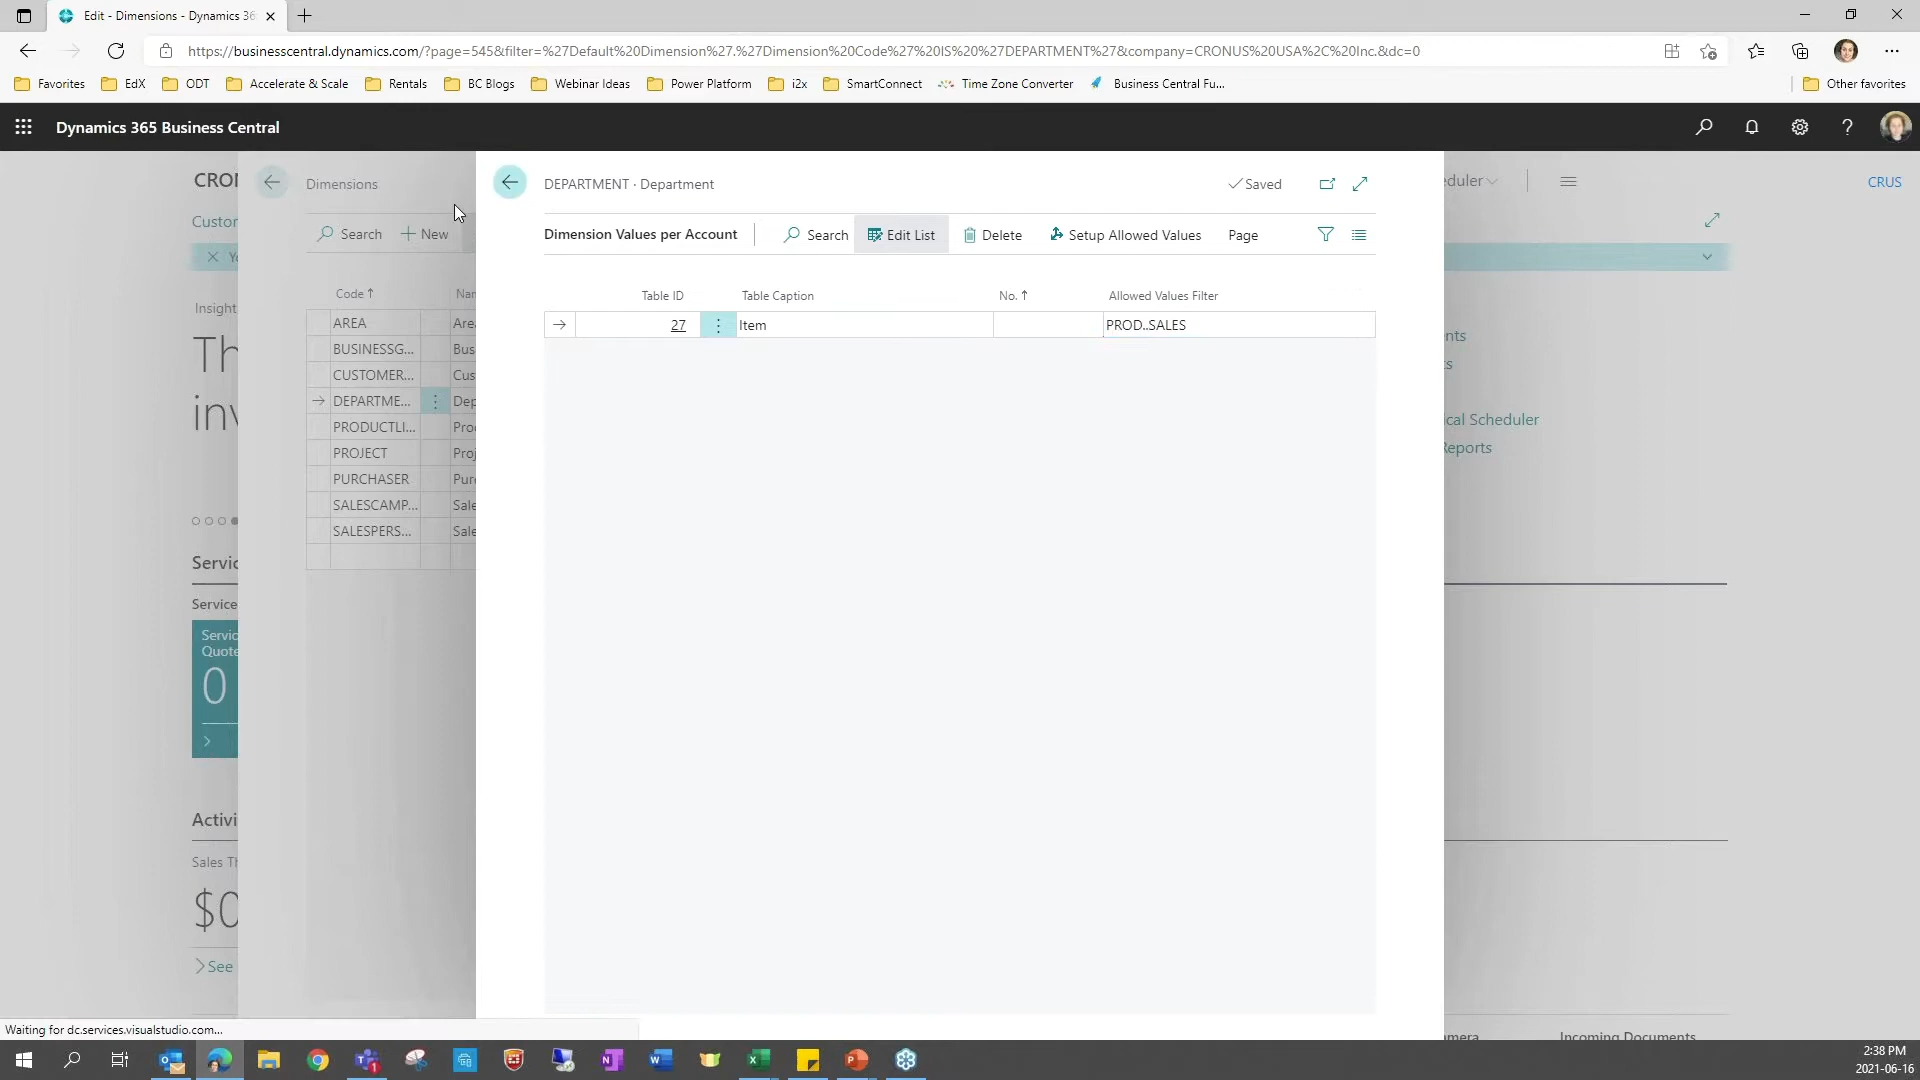 Edit - Dimensions - Dynamics 36
https://businesscentral.dynamics.com/?page=545&filter=%27Default%20Dimension%27.%27Dimension%20Code%27%20IS%20%27DEPARTMENT%27&company=CRONUS%20USA%2C%20Inc.&dc=0
Favorites EdX ODT Accelerate & Scale Rentals BC Blogs Webinar Ideas Power Platform i2x SmartConnect Time Zone Converter Business Central Fu... Other favorites
Dynamics 365 Business Central
CRON
Custor
Insight
Th
inv
Servic
Service
Servic
Quote
0
Activi
Sales Th
$0
See
Dimensions
Search New
Code Nan
AREA Area
BUSINESSG... Bus
CUSTOMER... Cus
DEPARTME... Dep
PRODUCTLI... Pro
PROJECT Proj
PURCHASER Pur
SALESCAMP... Sale
SALESPERS... Sale
DEPARTMENT · Department Saved
Dimension Values per Account Search Edit List Delete Setup Allowed Values Page
Table ID Table Caption No. Allowed Values Filter
27 Item PROD..SALES
eduler
CRUS
nts
ts
ical Scheduler
Reports
mera
Incoming Documents
Waiting for dc.services.visualstudio.com...
2:38 PM
2021-06-16